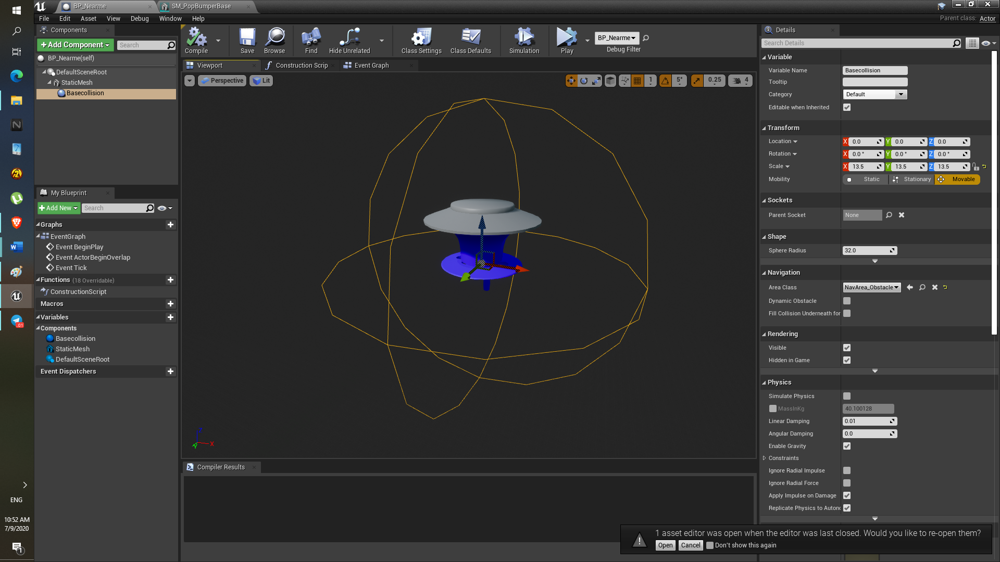 BP_Nearme
SM_PopBumperBase
File Edit Asset View Debug Window Help
Parent class: Actor
Components
+Add Component
Search
BP_Nearme(self)
DefaultSceneRoot
StaticMesh
Basecollision
My Blueprint
+Add New
Search
Graphs
EventGraph
Event BeginPlay
Event ActorBeginOverlap
Event Tick
Functions (18 Overridable)
ConstructionScript
Macros
Variables
Components
Basecollision
StaticMesh
DefaultSceneRoot
Event Dispatchers
Compile
Save
Browse
Find
Hide Unrelated
Class Settings
Class Defaults
Simulation
Play
BP_Nearme
Debug Filter
Viewport
Construction Scrip
Event Graph
Perspective
Lit
1
5°
0.25
4
Z
X
Y
Compiler Results
Details
Search Details
Variable
Variable Name Basecollision
Tooltip
Category Default
Editable when Inherited
Transform
Location X 0.0 Y 0.0 Z 0.0
Rotation X 0.0 ° Y 0.0 ° Z 0.0 °
Scale X 13.5 Y 13.5 Z 13.5
Mobility Static Stationary Movable
Sockets
Parent Socket None
Shape
Sphere Radius 32.0
Navigation
Area Class NavArea_Obstacle
Dynamic Obstacle
Fill Collision Underneath for
Rendering
Visible
Hidden in Game
Physics
Simulate Physics
MassInKg 40.100128
Linear Damping 0.01
Angular Damping 0.0
Enable Gravity
Constraints
Ignore Radial Impulse
Ignore Radial Force
Apply Impulse on Damage
Replicate Physics to Auton
1 asset editor was open when the editor was last closed. Would you like to re-open them?
Open Cancel Don't show this again
ENG
10:52 AM
7/9/2020
1